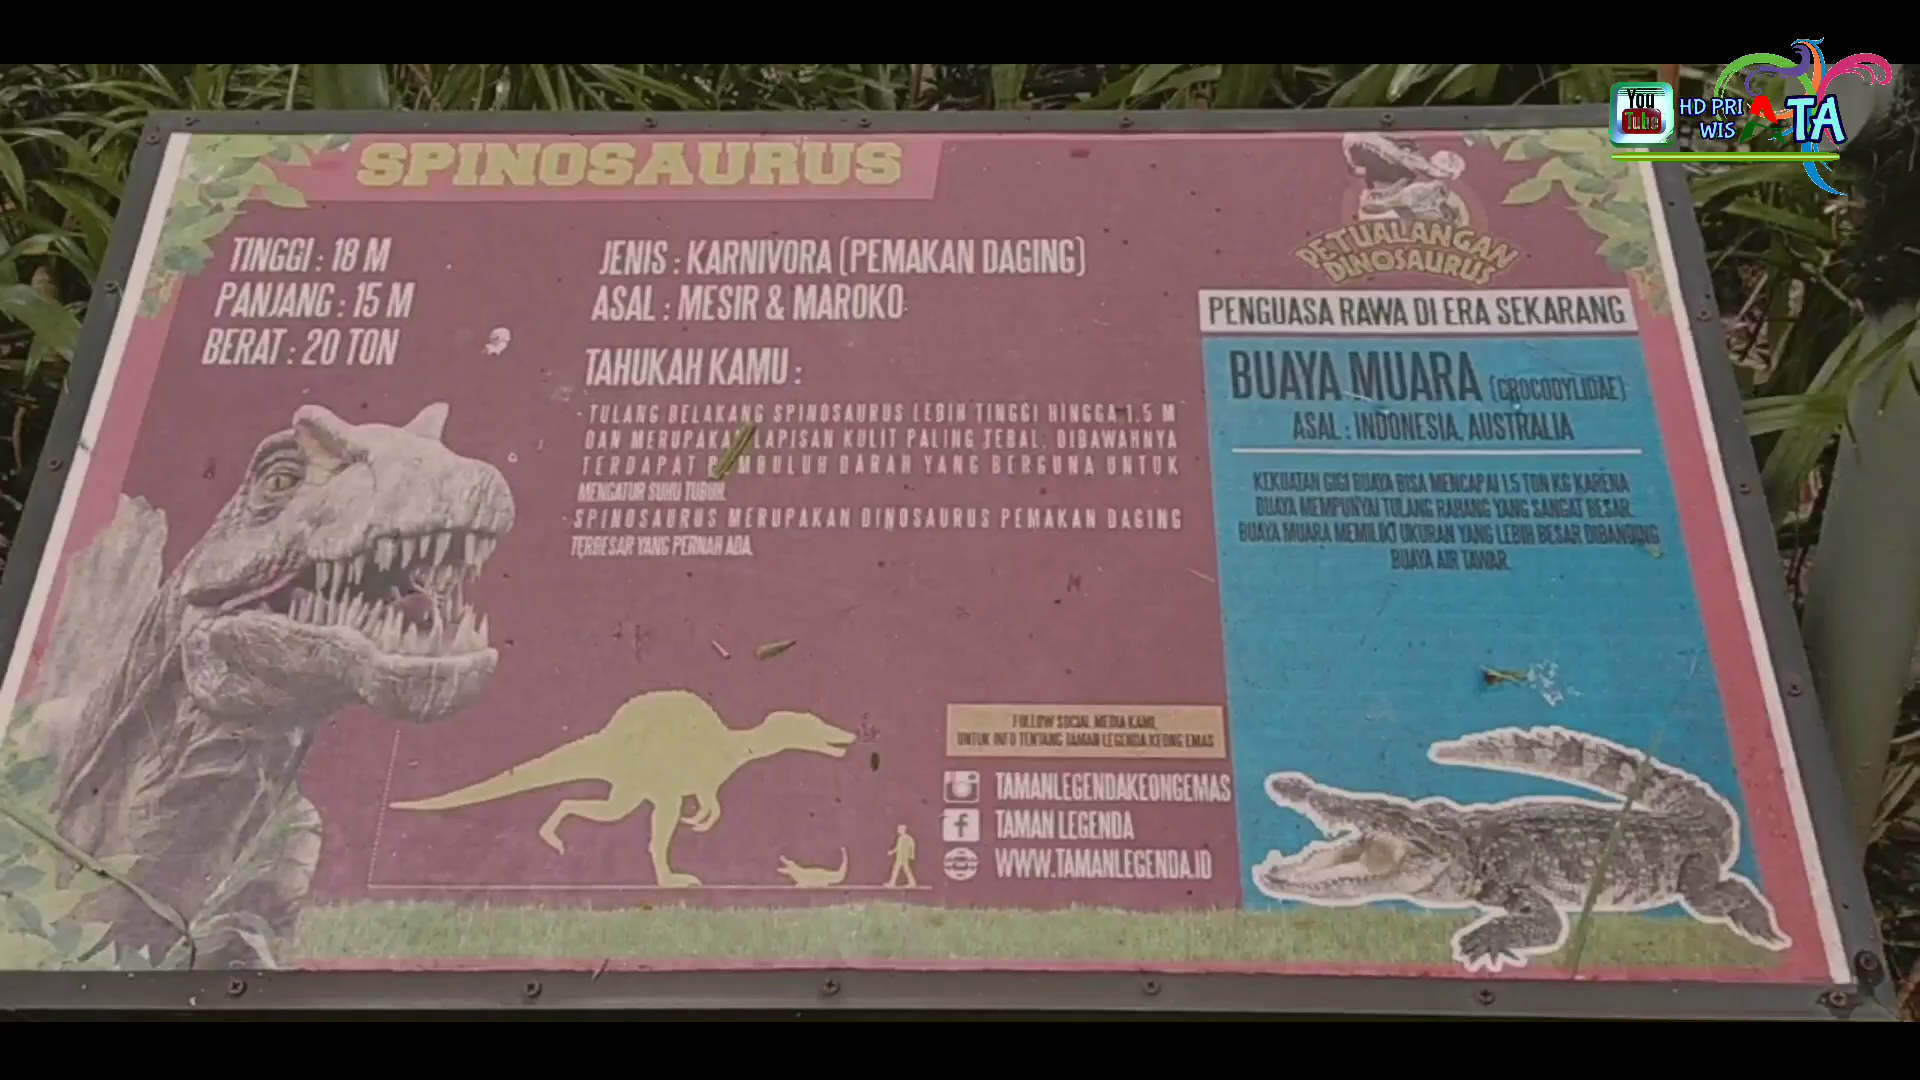 SPINOSAURUS
TINGGI : 18 M
PANJANG : 15 M
BERAT : 20 TON
JENIS : KARNIVORA (PEMAKAN DAGING)
ASAL : MESIR & MAROKO
TAHUKAH KAMU :
- TULANG BELAKANG SPINOSAURUS LEBIH TINGGI HINGGA 1.5 M
DAN MERUPAKAN LAPISAN KULIT PALING TEBAL. DIBAWAHNYA
TERDAPAT PEMBULUH DARAH YANG BERGUNA UNTUK
MENGATUR SUHU TUBUH.
- SPINOSAURUS MERUPAKAN DINOSAURUS PEMAKAN DAGING
TERBESAR YANG PERNAH ADA.
FOLLOW SOCIAL MEDIA KAMI,
UNTUK INFO TENTANG TAMAN LEGENDA KEONG EMAS
TAMANLEGENDAKEONGEMAS
TAMAN LEGENDA
WWW.TAMANLEGENDA.ID
PETUALANGAN
DINOSAURUS
PENGUASA RAWA DI ERA SEKARANG
BUAYA MUARA (CROCODYLIDAE)
ASAL : INDONESIA, AUSTRALIA
KEKUATAN GIGI BUAYA BISA MENCAPAI 1.5 TON KG KARENA
BUAYA MEMPUNYAI TULANG RAHANG YANG SANGAT BESAR.
BUAYA MUARA MEMILIKI UKURAN YANG LEBIH BESAR DIBANDING
BUAYA AIR TAWAR.
You
Tube
HD PRI
WIS
ATA